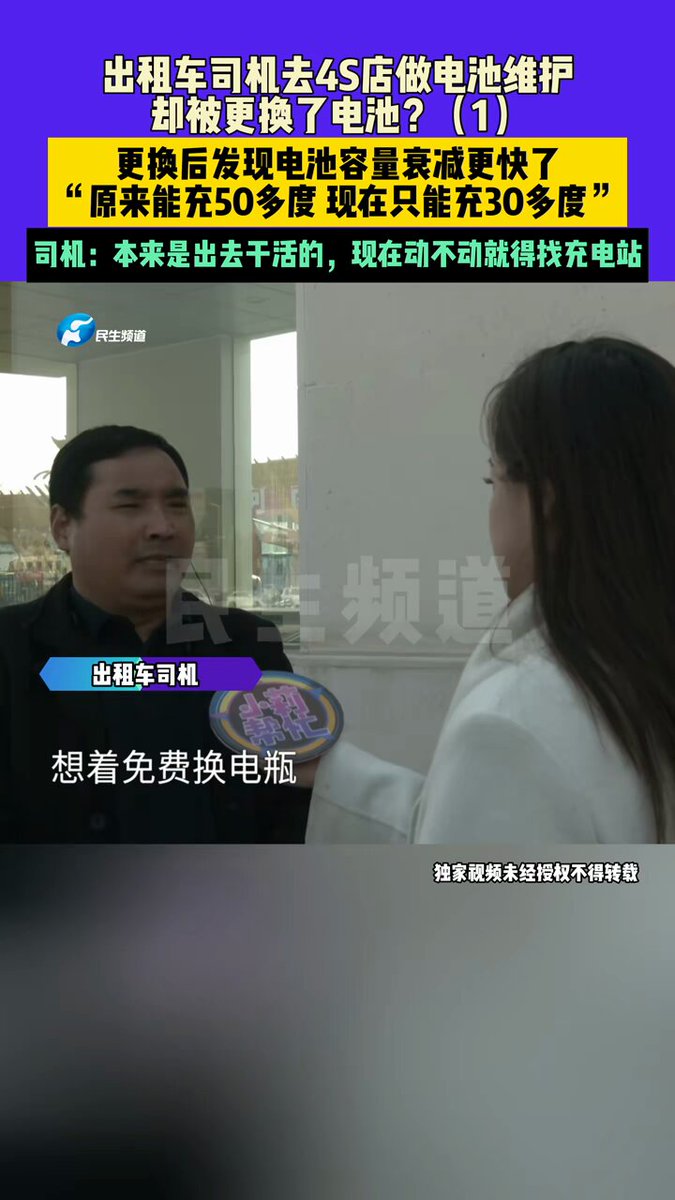 出租车司机去4S店做电池维护
却被更换了电池？（1）
更换后发现电池容量衰减更快了
“原来能充50多度 现在只能充30多度”
司机：本来是出去干活的，现在动不动就得找充电站
民生频道
民生频道
出租车司机
小莉
帮忙
想着免费换电瓶
独家视频未经授权不得转载